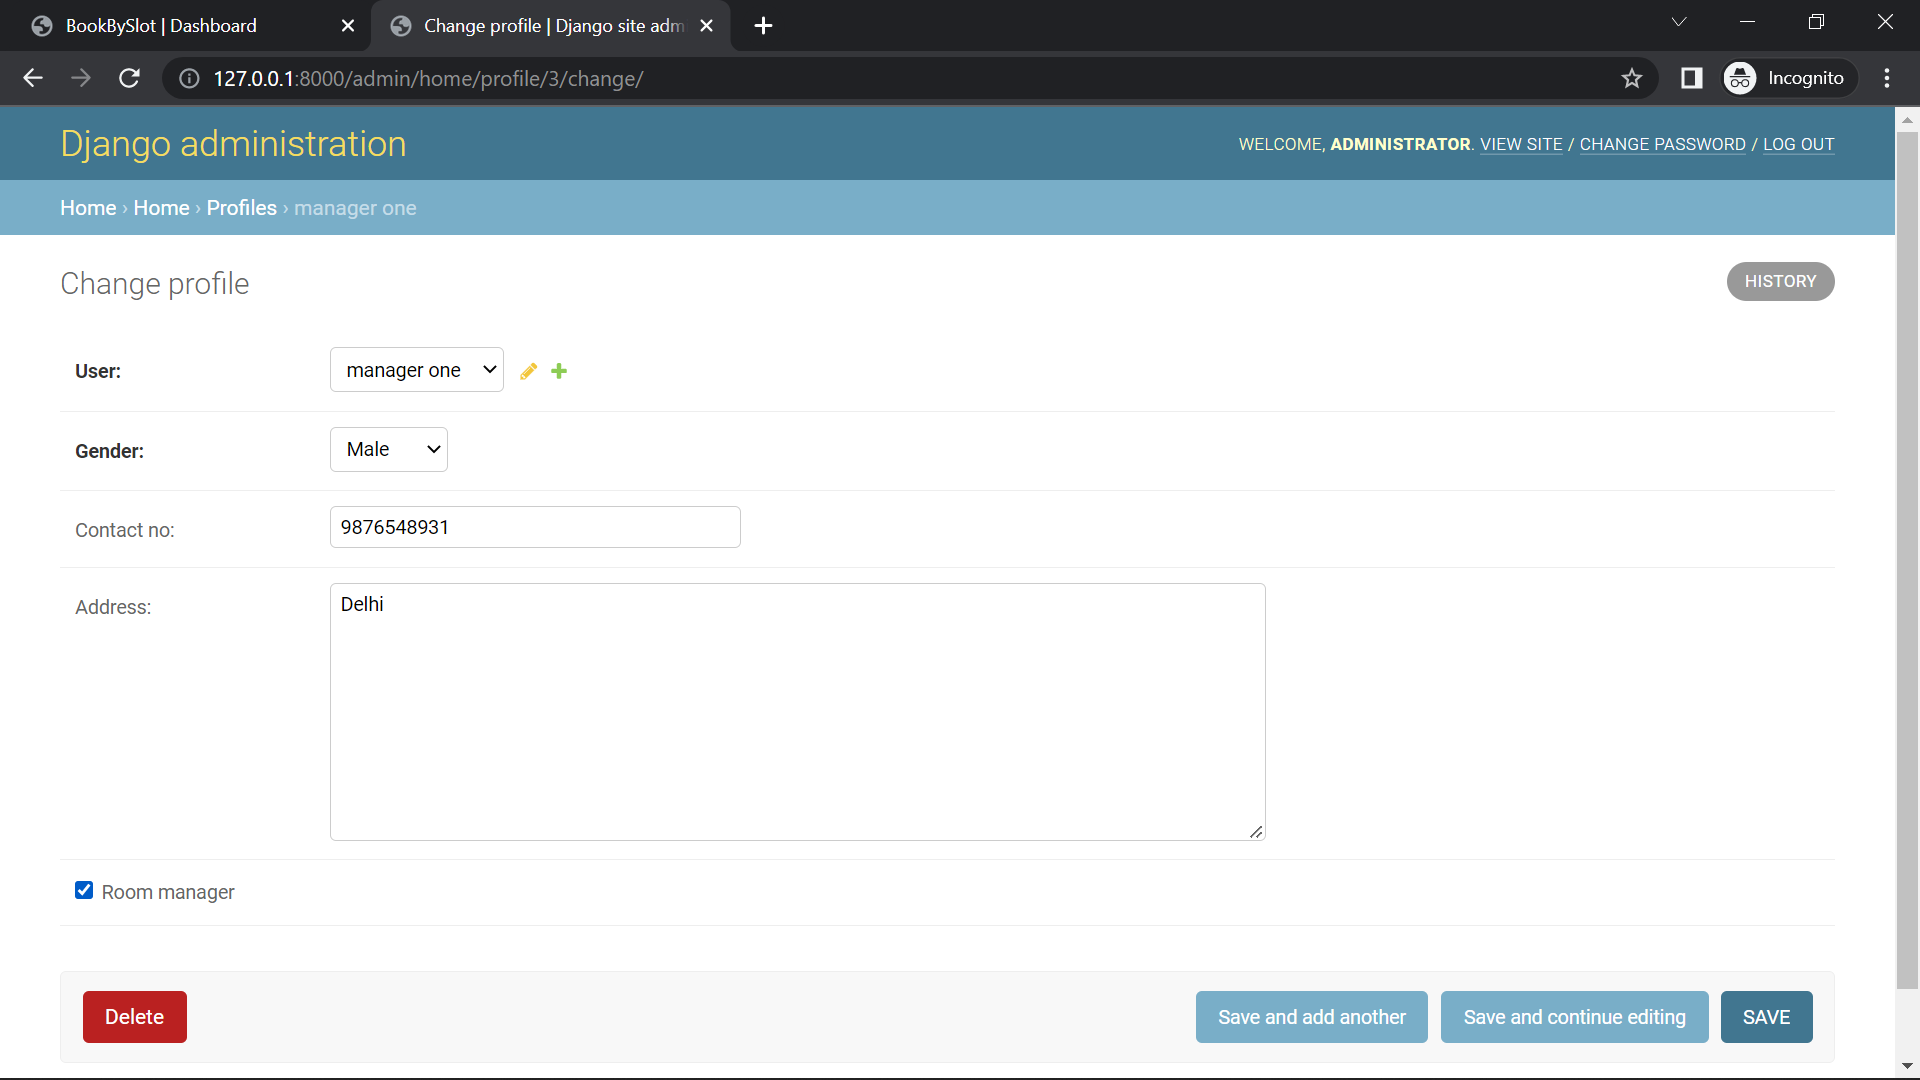 BookBySlot | Dashboard
Change profile | Django site adm
127.0.0.1:8000/admin/home/profile/3/change/
Incognito
Django administration
WELCOME, ADMINISTRATOR. VIEW SITE / CHANGE PASSWORD / LOG OUT
Home › Home › Profiles › manager one
Change profile
HISTORY
User:
manager one
Gender:
Male
Contact no:
9876548931
Address:
Delhi
Room manager
Delete
Save and add another
Save and continue editing
SAVE